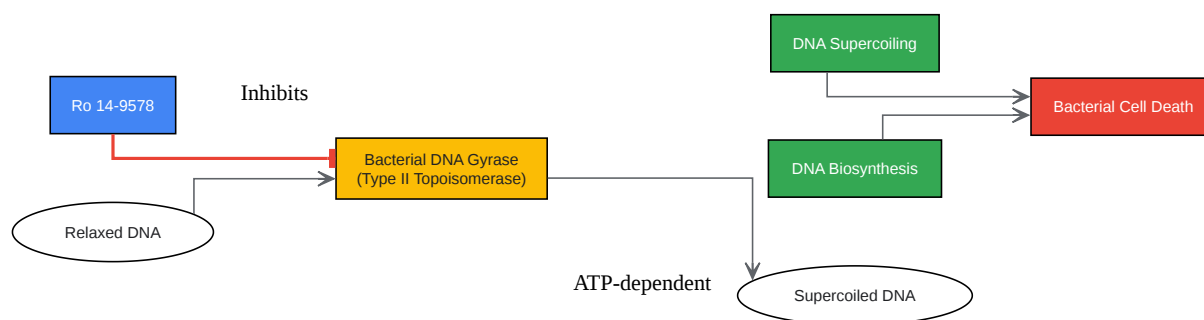 DNA Supercoiling
Ro 14-9578
Inhibits
Bacterial Cell Death
Bacterial DNA Gyrase
(Type II Topoisomerase)
DNA Biosynthesis
Relaxed DNA
ATP-dependent
Supercoiled DNA